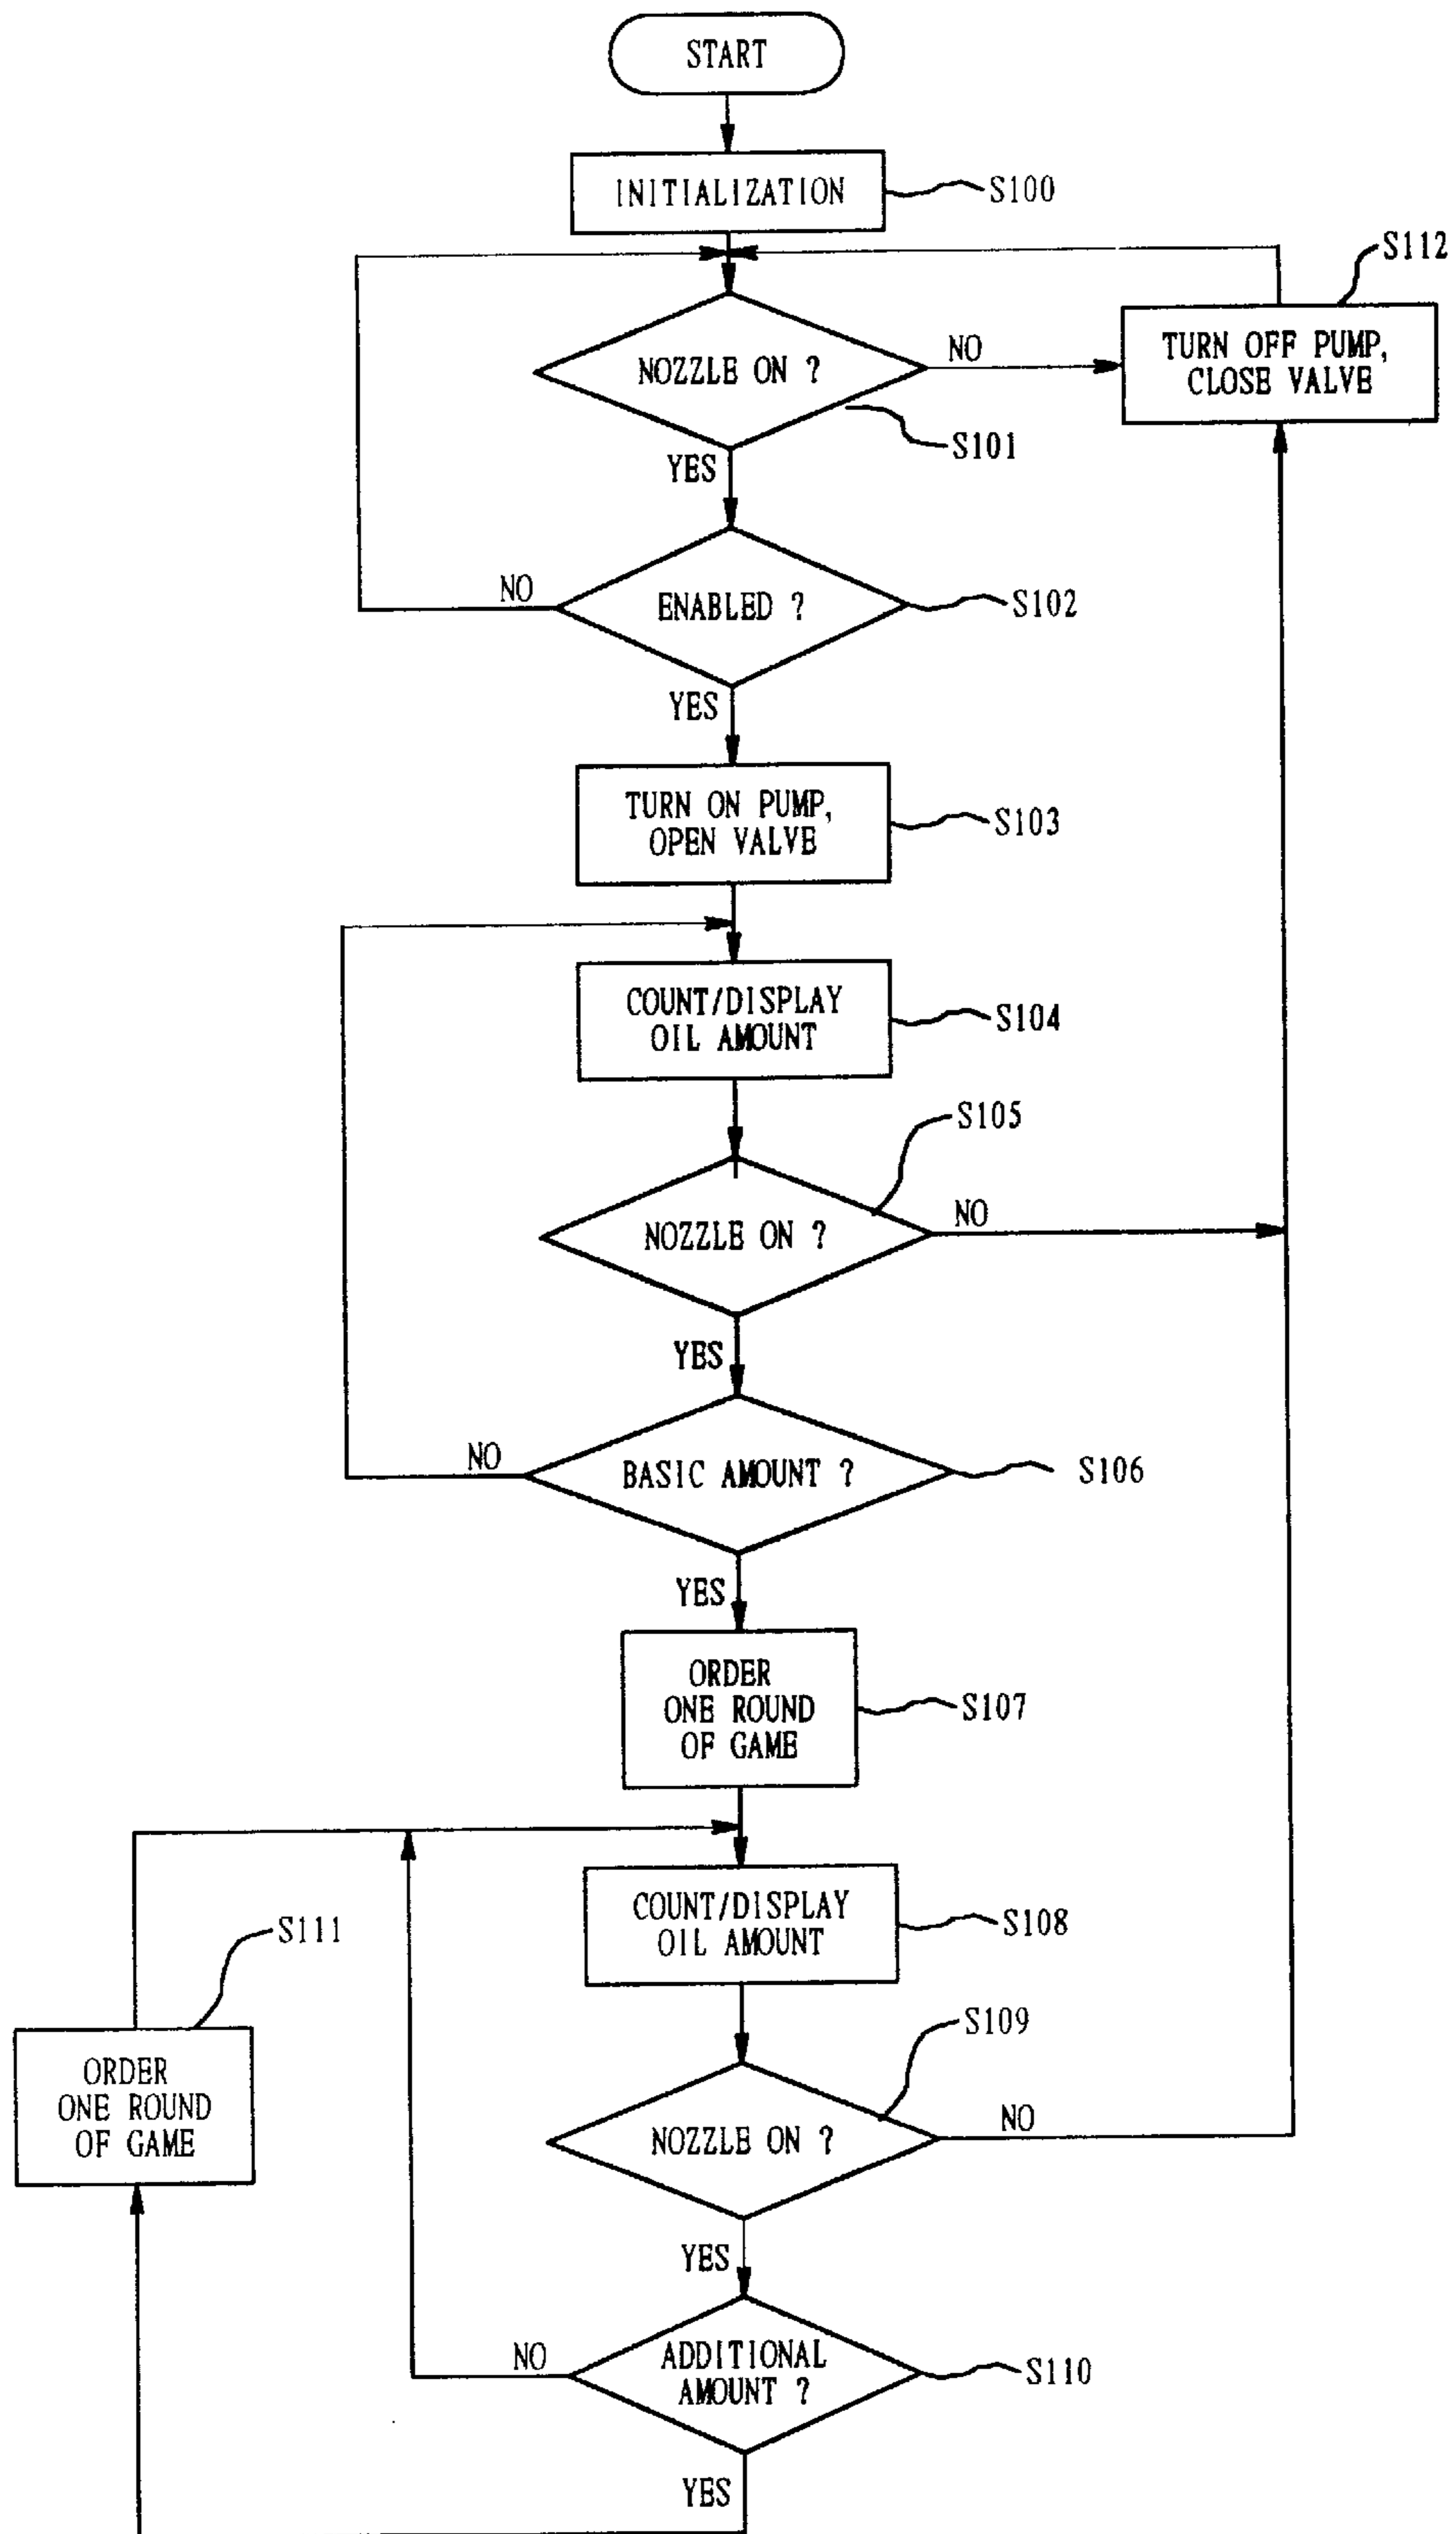 START
INITIALIZATION
S100
S112
NOZZLE ON ?
NO
TURN OFF PUMP,
CLOSE VALVE
S101
YES
NO
ENABLED ?
S102
YES
TURN ON PUMP,
OPEN VALVE
S103
COUNT/DISPLAY
OIL AMOUNT
S104
S105
NOZZLE ON ?
NO
YES
NO
BASIC AMOUNT ?
S106
YES
ORDER
ONE ROUND
OF GAME
S107
COUNT/DISPLAY
OIL AMOUNT
S108
S111
S109
ORDER
ONE ROUND
OF GAME
NOZZLE ON ?
NO
YES
NO
ADDITIONAL
AMOUNT ?
S110
YES